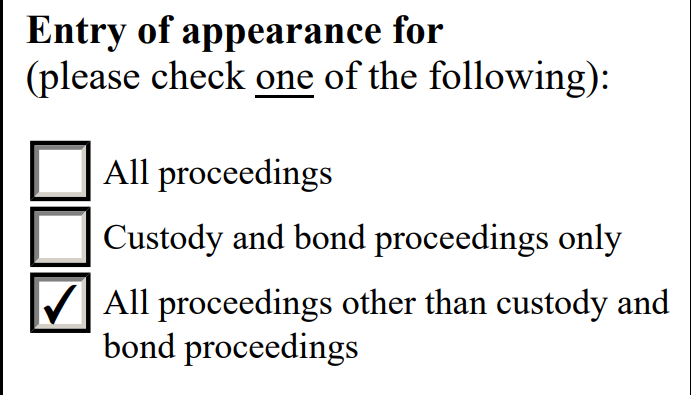 Entry of appearance for
(please check one of the following):
All proceedings
Custody and bond proceedings only
✓ All proceedings other than custody and
bond proceedings